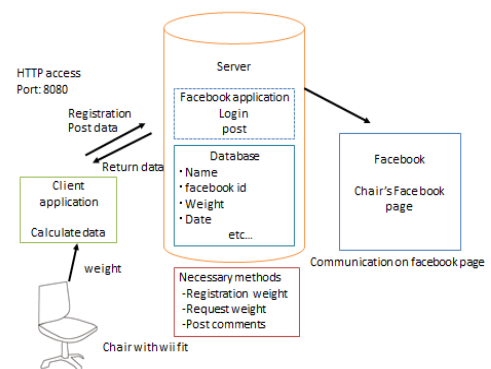 Server
HTTP access
Port: 8080
Registration
Post data
Return data
Facebook application
Login
post
Database
・Name
・facebook id
・Weight
・Date
etc...
Facebook
Chair's Facebook
page
Communication on facebook page
Client
application
Calculate data
weight
Necessary methods
-Registration weight
-Request weight
-Post comments
Chair with wii fit